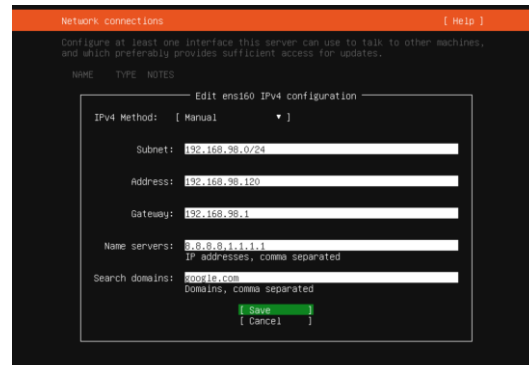 Network connections [ Help ]
Configure at least one interface this server can use to talk to other machines,
and which preferably provides sufficient access for updates.
NAME TYPE NOTES
Edit ens160 IPv4 configuration
IPv4 Method: [ Manual ▾ ]
Subnet: 192.168.98.0/24
Address: 192.168.98.120
Gateway: 192.168.98.1
Name servers: 8.8.8.8,1.1.1.1
IP addresses, comma separated
Search domains: google.com
Domains, comma separated
[ Save ]
[ Cancel ]